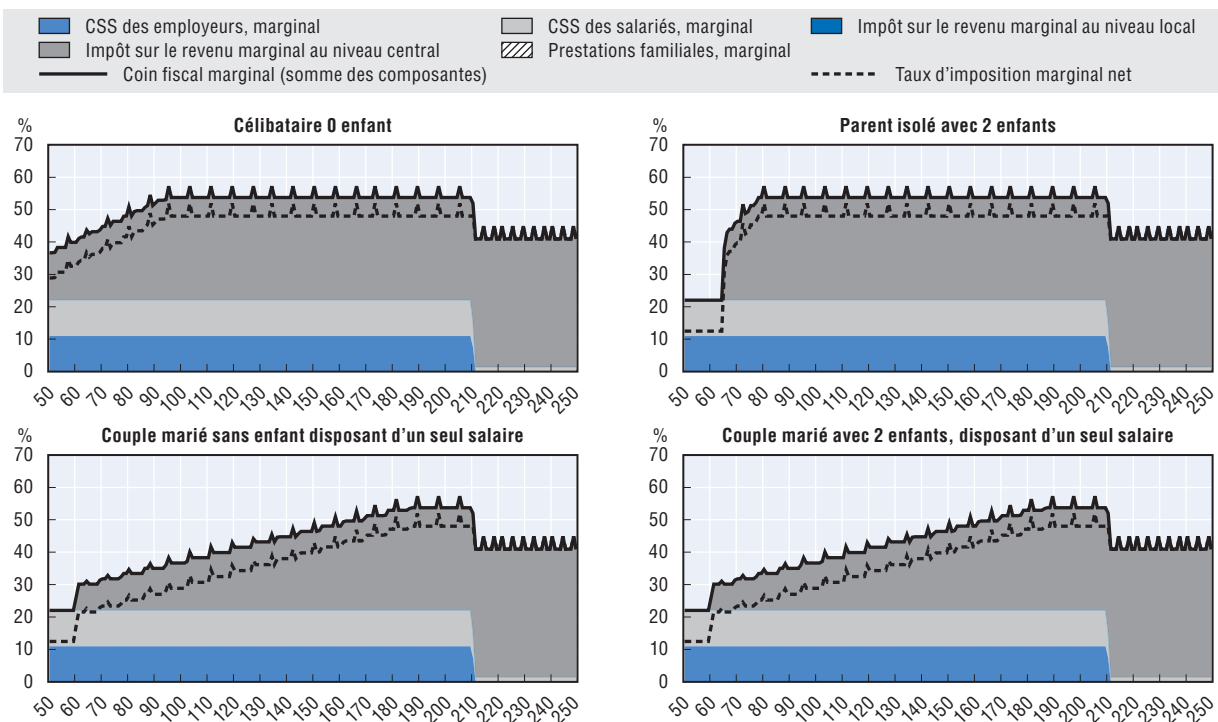 CSS des employeurs, marginal
CSS des salariés, marginal
Impôt sur le revenu marginal au niveau local
Impôt sur le revenu marginal au niveau central
Prestations familiales, marginal
Coin fiscal marginal (somme des composantes)
Taux d'imposition marginal net
% Célibataire 0 enfant
70
60
50
40
30
20
10
0
50 60 70 80 90 100 110 120 130 140 150 160 170 180 190 200 210 220 230 240 250
% Parent isolé avec 2 enfants
70
60
50
40
30
20
10
0
50 60 70 80 90 100 110 120 130 140 150 160 170 180 190 200 210 220 230 240 250
% Couple marié sans enfant disposant d'un seul salaire
70
60
50
40
30
20
10
0
50 60 70 80 90 100 110 120 130 140 150 160 170 180 190 200 210 220 230 240 250
% Couple marié avec 2 enfants, disposant d'un seul salaire
70
60
50
40
30
20
10
0
50 60 70 80 90 100 110 120 130 140 150 160 170 180 190 200 210 220 230 240 250